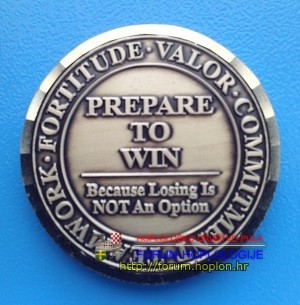 WORK · FORTITUDE · VALOR · COMMITM
PREPARE
TO
WIN
Because Losing Is
NOT An Option
http://forum.hoplon.hr